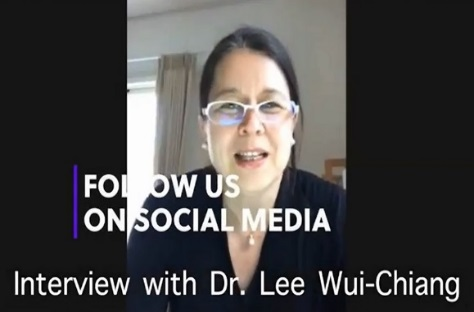 FOLLOW US
ON SOCIAL MEDIA
Interview with Dr. Lee Wui-Chiang